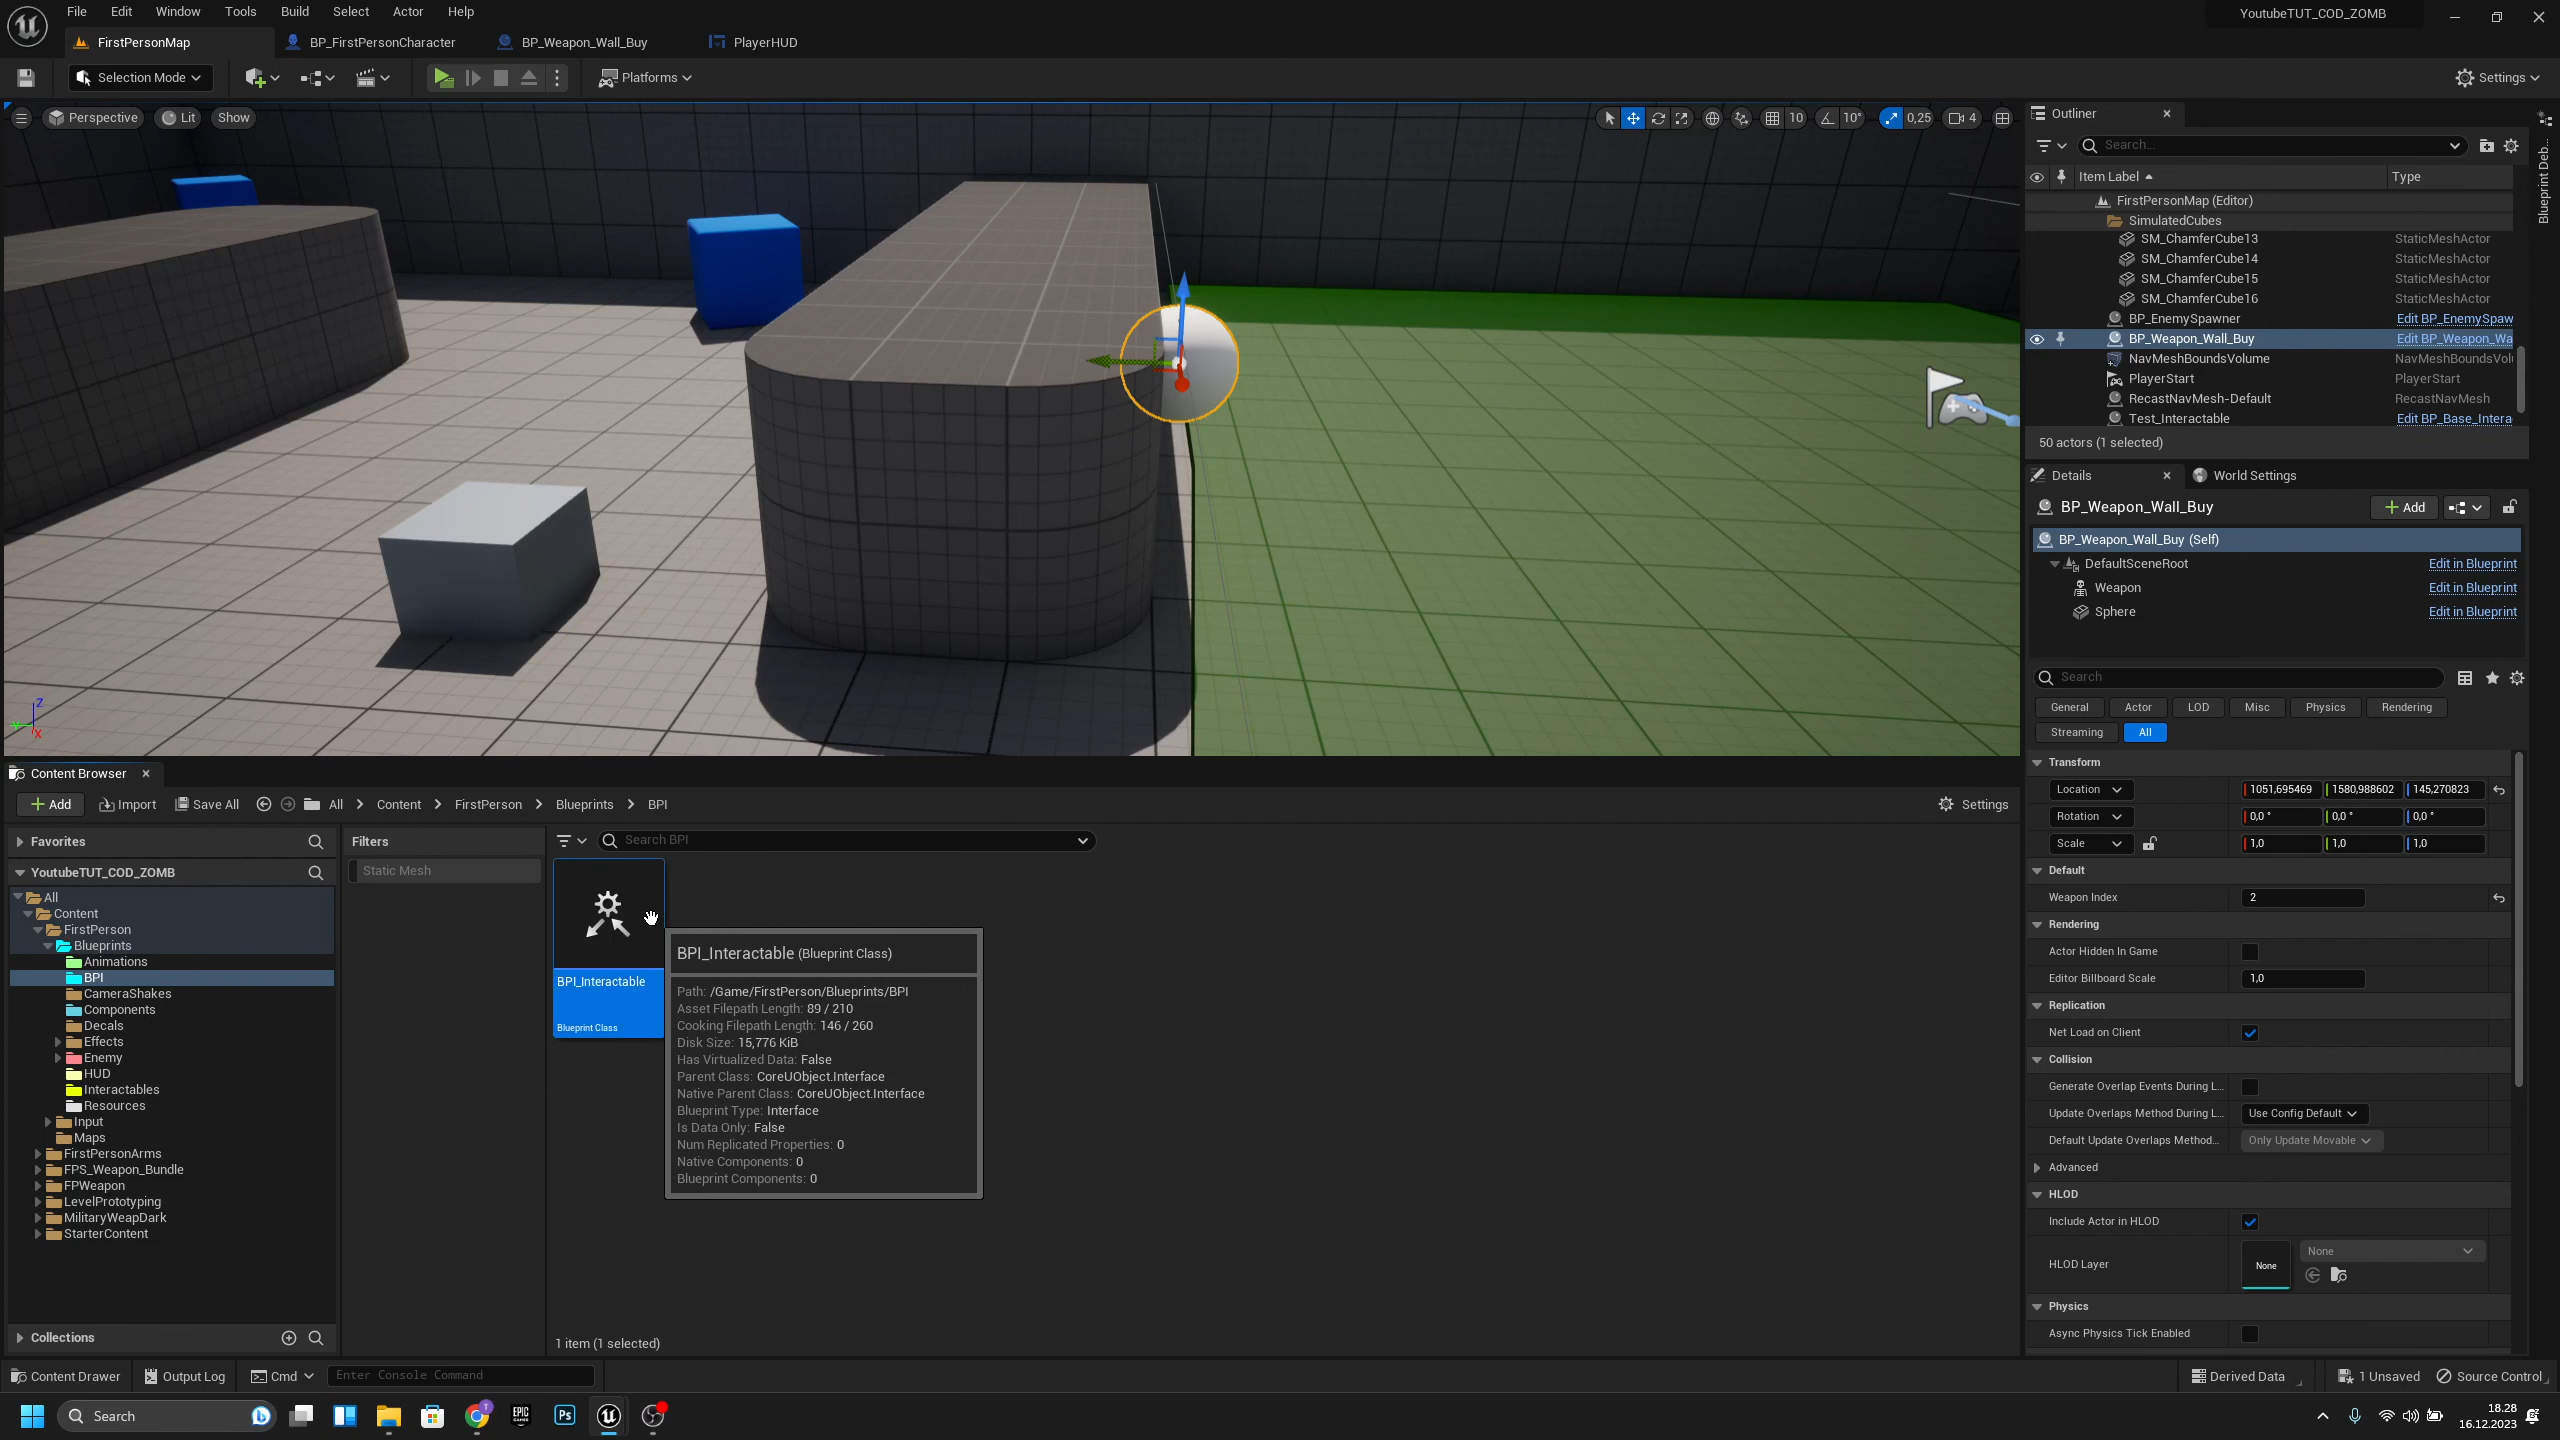 File Edit Window Tools Build Select Actor Help
YoutubeTUT_COD_ZOMB
FirstPersonMap BP_FirstPersonCharacter BP_Weapon_Wall_Buy PlayerHUD
Selection Mode Platforms Settings
Perspective Lit Show 10 10° 0,25 4
Outliner
Blueprint Deb...
Search...
Item Label Type
FirstPersonMap (Editor)
SimulatedCubes
SM_ChamferCube13 StaticMeshActor
SM_ChamferCube14 StaticMeshActor
SM_ChamferCube15 StaticMeshActor
SM_ChamferCube16 StaticMeshActor
BP_EnemySpawner Edit BP_EnemySpaw
BP_Weapon_Wall_Buy Edit BP_Weapon_Wa
NavMeshBoundsVolume NavMeshBoundsVolu
PlayerStart PlayerStart
RecastNavMesh-Default RecastNavMesh
Test_Interactable Edit BP_Base_Intera
50 actors (1 selected)
Details World Settings
BP_Weapon_Wall_Buy Add
BP_Weapon_Wall_Buy (Self)
DefaultSceneRoot Edit in Blueprint
Weapon Edit in Blueprint
Sphere Edit in Blueprint
Search
General Actor LOD Misc Physics Rendering
Streaming All
Transform
Location 1051,695469 1580,988602 145,270823
Rotation 0,0 ° 0,0 ° 0,0 °
Scale 1,0 1,0 1,0
Default
Weapon Index 2
Rendering
Actor Hidden In Game
Editor Billboard Scale 1,0
Replication
Net Load on Client
Collision
Generate Overlap Events During L...
Update Overlaps Method During L... Use Config Default
Default Update Overlaps Method... Only Update Movable
Advanced
HLOD
Include Actor in HLOD
HLOD Layer None None
Physics
Async Physics Tick Enabled
Z
Y
X
Content Browser
Add Import Save All All Content FirstPerson Blueprints BPI Settings
Favorites
Filters
Search BPI
YoutubeTUT_COD_ZOMB
Static Mesh
All
Content
FirstPerson
Blueprints
Animations
BPI
CameraShakes
Components
Decals
Effects
Enemy
HUD
Interactables
Resources
Input
Maps
FirstPersonArms
FPS_Weapon_Bundle
FPWeapon
LevelPrototyping
MilitaryWeapDark
StarterContent
Collections
BPI_Interactable
Blueprint Class
BPI_Interactable (Blueprint Class)
Path: /Game/FirstPerson/Blueprints/BPI
Asset Filepath Length: 89 / 210
Cooking Filepath Length: 146 / 260
Disk Size: 15,776 KiB
Has Virtualized Data: False
Parent Class: CoreUObject.Interface
Native Parent Class: CoreUObject.Interface
Blueprint Type: Interface
Is Data Only: False
Num Replicated Properties: 0
Native Components: 0
Blueprint Components: 0
1 item (1 selected)
Content Drawer Output Log Cmd Enter Console Command Derived Data 1 Unsaved Source Control
Search
EPIC GAMES
Ps
18.28
16.12.2023